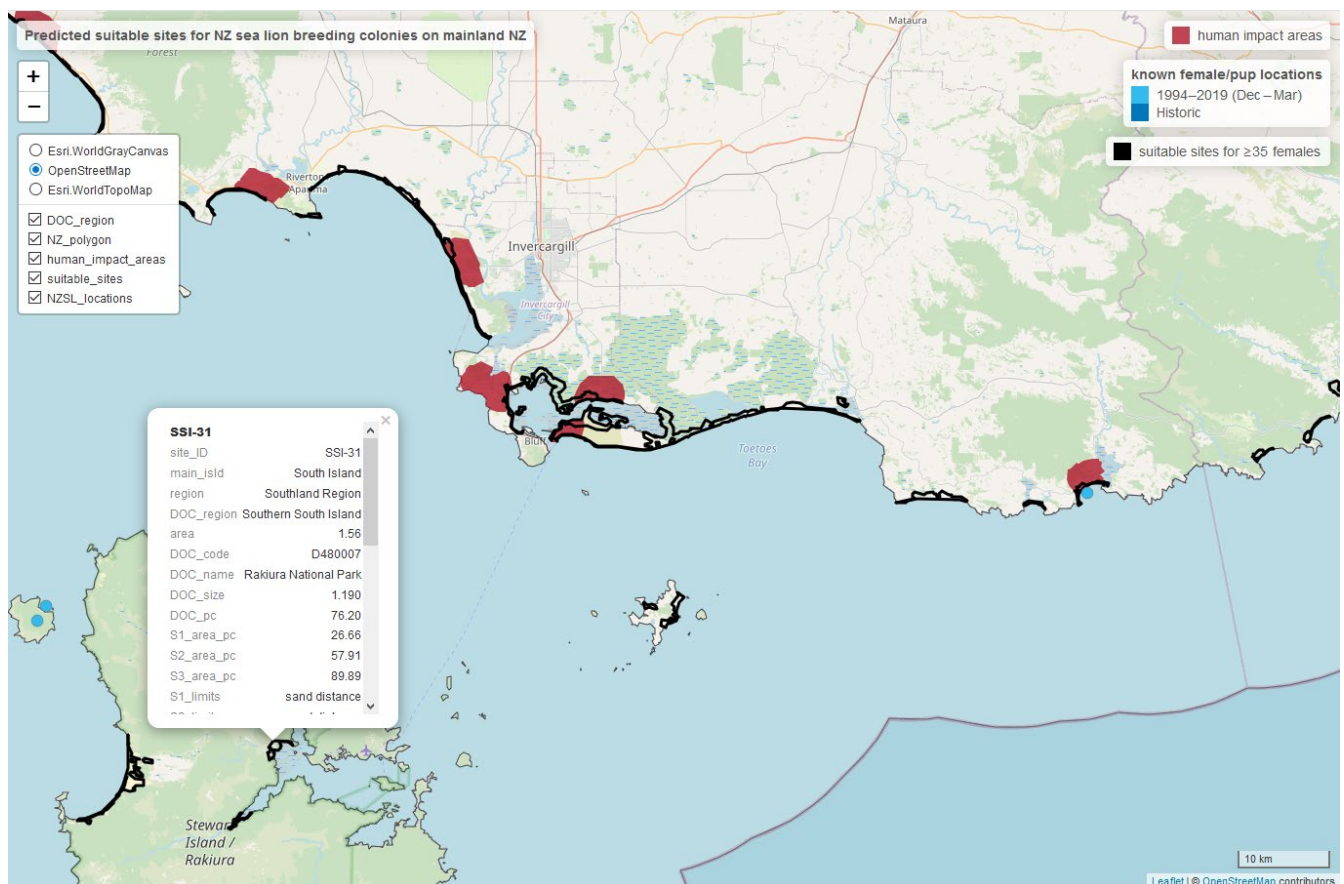 Predicted suitable sites for NZ sea lion breeding colonies on mainland NZ
Mataura
human impact areas
known female/pup locations
1994–2019 (Dec – Mar)
Historic
suitable sites for ≥35 females
Forest
+
−
Esri.WorldGrayCanvas
OpenStreetMap
Esri.WorldTopoMap
DOC_region
NZ_polygon
human_impact_areas
suitable_sites
NZSL_locations
Riverton
Aparima
Invercargill
Invercargill
City
Bluff
Toetoes
Bay
×
SSI-31
site_ID SSI-31
main_isld South Island
region Southland Region
DOC_region Southern South Island
area 1.56
DOC_code D480007
DOC_name Rakiura National Park
DOC_size 1.190
DOC_pc 76.20
S1_area_pc 26.66
S2_area_pc 57.91
S3_area_pc 89.89
S1_limits sand distance
Stewart
Island /
Rakiura
10 km
Leaflet | © OpenStreetMap contributors